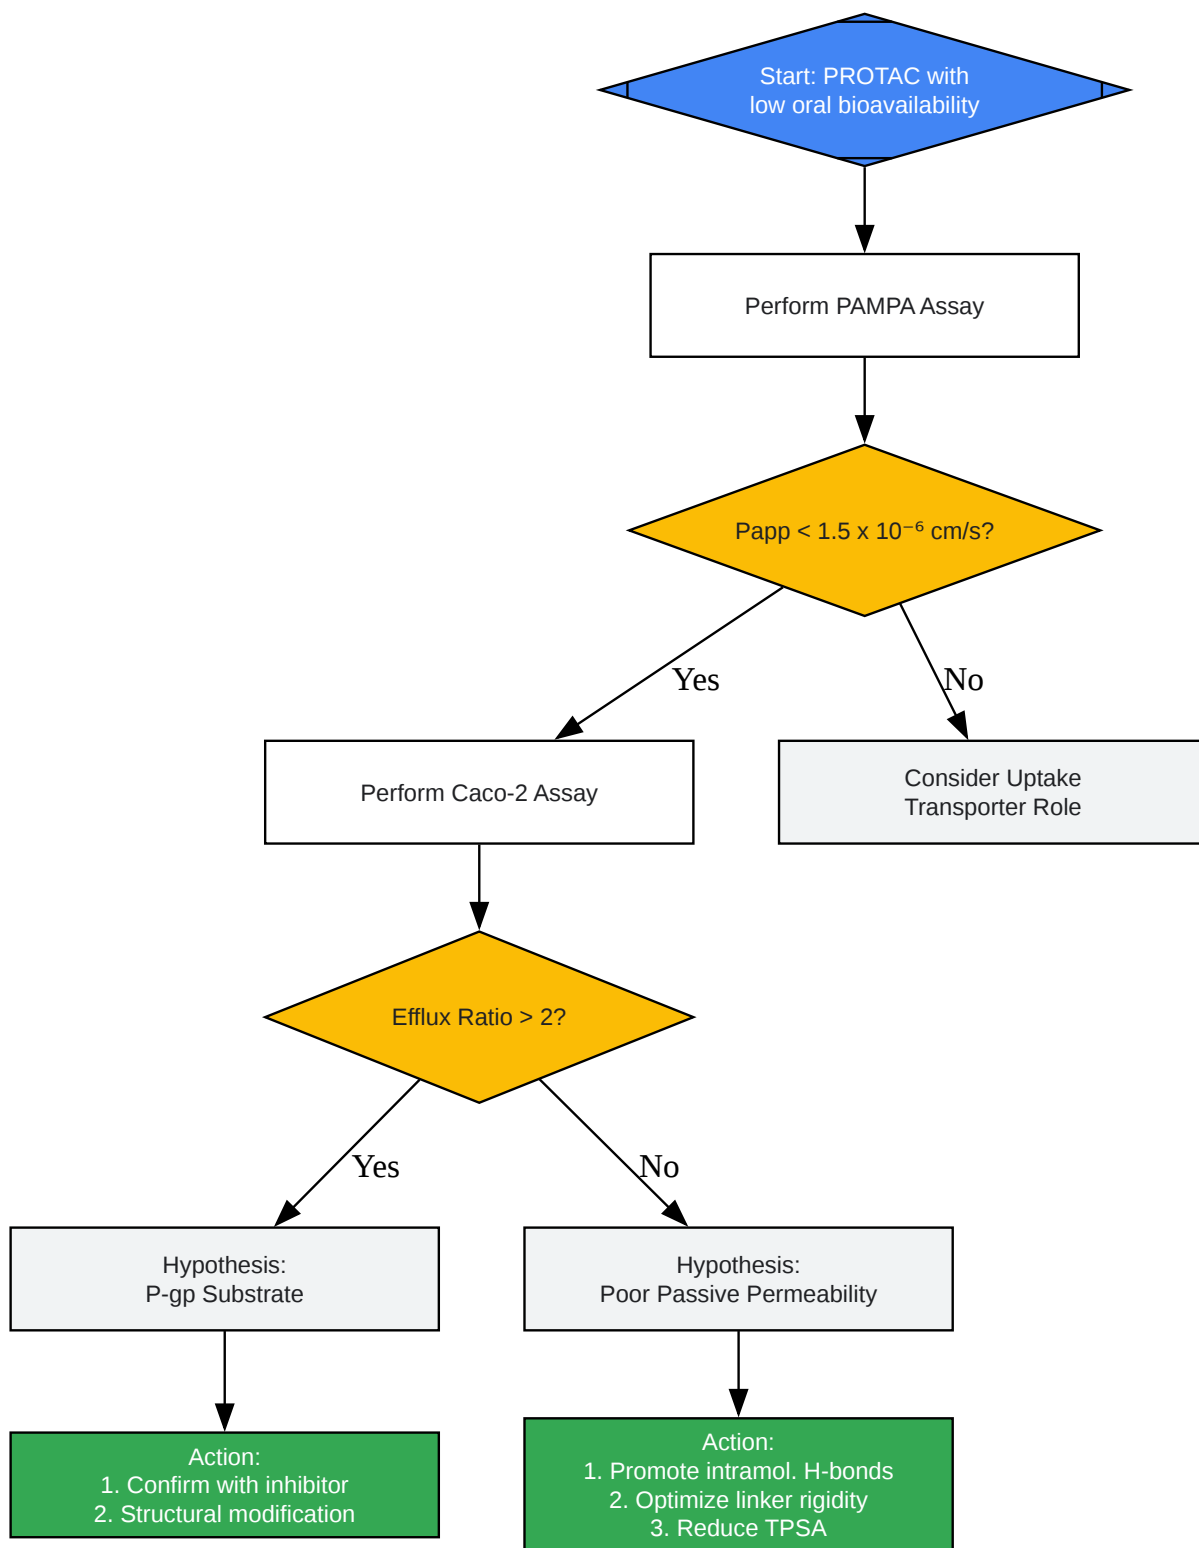 Start: PROTAC with
low oral bioavailability
Perform PAMPA Assay
Papp < 1.5 x 10⁻⁶ cm/s?
Yes
No
Perform Caco-2 Assay
Consider Uptake
Transporter Role
Efflux Ratio > 2?
Yes
No
Hypothesis:
P-gp Substrate
Hypothesis:
Poor Passive Permeability
Action:
1. Confirm with inhibitor
2. Structural modification
Action:
1. Promote intramol. H-bonds
2. Optimize linker rigidity
3. Reduce TPSA